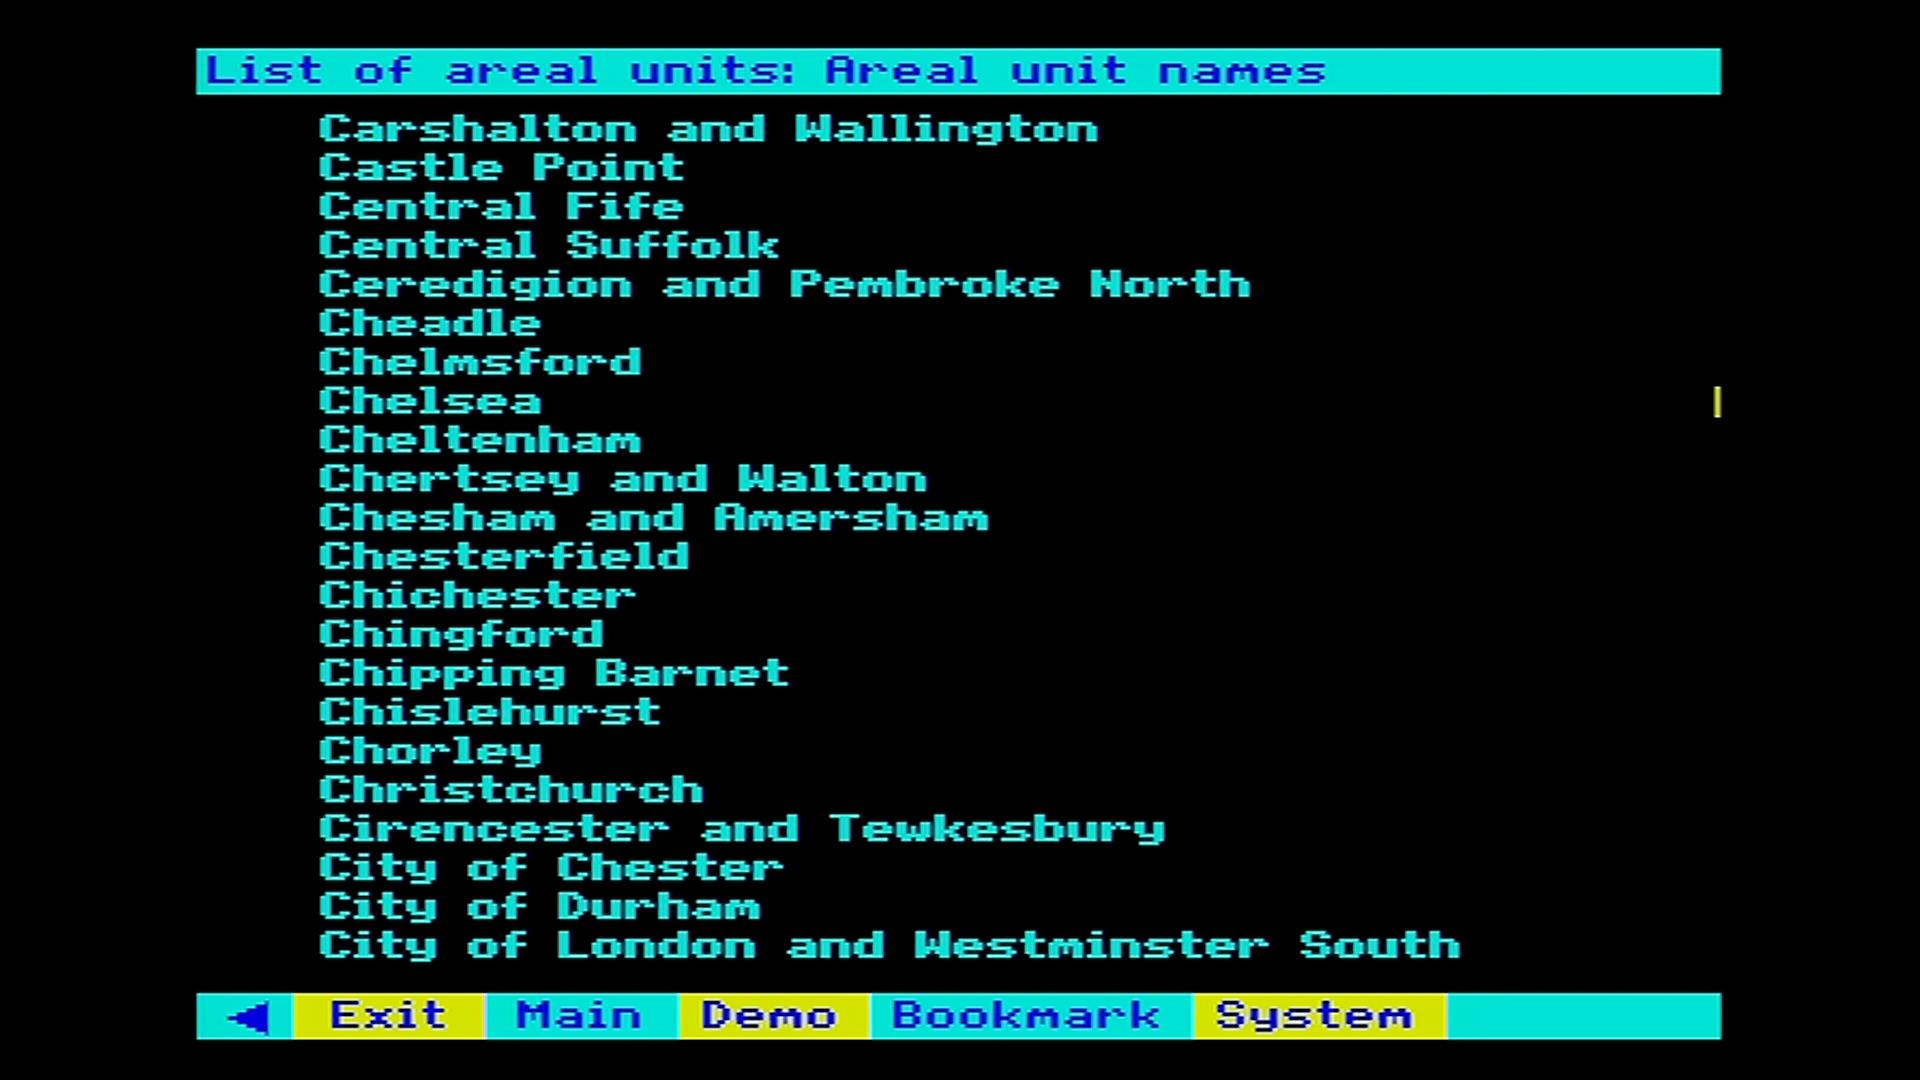 List of areal units: Areal unit names
Carshalton and Wallington
Castle Point
Central Fife
Central Suffolk
Ceredigion and Pembroke North
Cheadle
Chelmsford
Chelsea
Cheltenham
Chertsey and Walton
Chesham and Amersham
Chesterfield
Chichester
Chingford
Chipping Barnet
Chislehurst
Chorley
Christchurch
Cirencester and Tewkesbury
City of Chester
City of Durham
City of London and Westminster South
Exit Main Demo Bookmark System